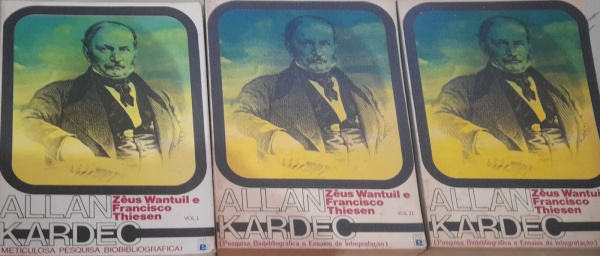 Zêus Wantuil e
Francisco
Thiesen
VOL I
ALLAN
KARDEC
(METICULOSA PESQUISA BIOBIBLIOGRÁFICA)
Zêus Wantuil e
Francisco
Thiesen
VOL II
ALLAN
KARDEC
(Pesquisa Biobibliográfica e Ensaios de Interpretação)
Zêus Wantuil
Francisco
Thiesen
ALLAN
KARDEC
(Pesquisa Biobibliográfica e Ensaios de Interpretação)